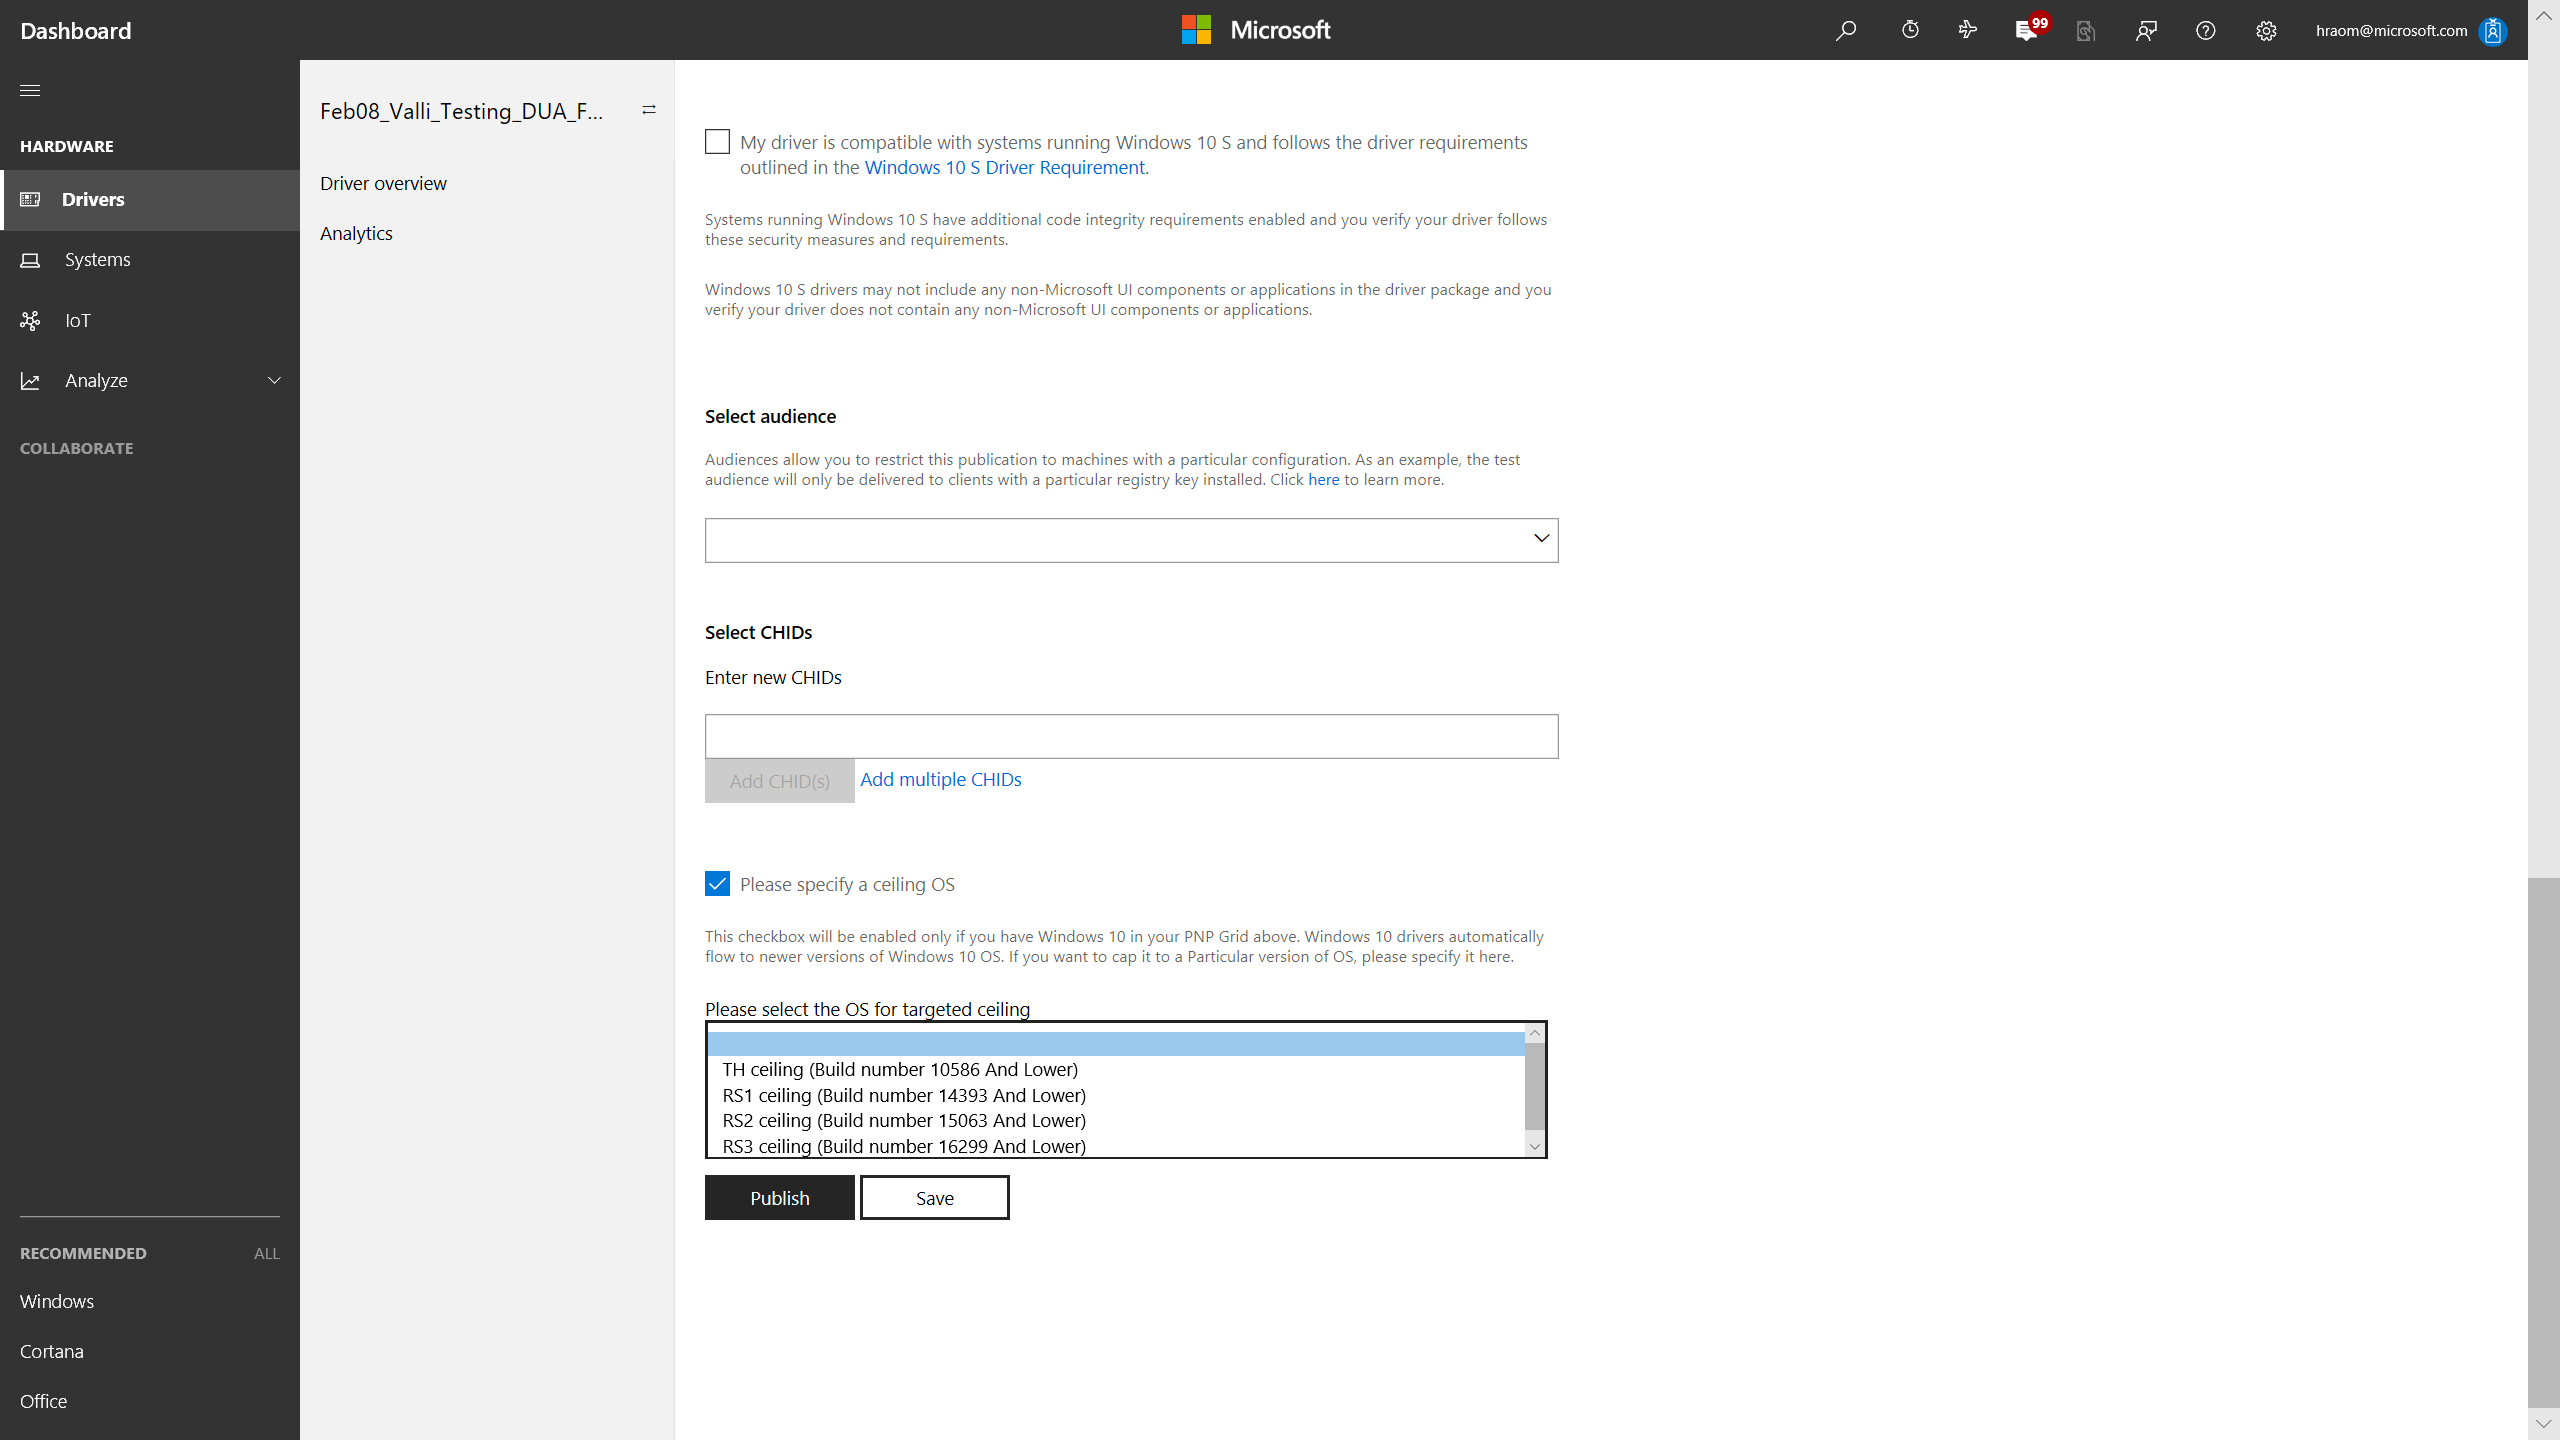 Dashboard
Microsoft
99
hraom@microsoft.com
HARDWARE
Drivers
Systems
IoT
Analyze
COLLABORATE
RECOMMENDED
ALL
Windows
Cortana
Office
Feb08_Valli_Testing_DUA_F...
Driver overview
Analytics
My driver is compatible with systems running Windows 10 S and follows the driver requirements
outlined in the Windows 10 S Driver Requirement.
Systems running Windows 10 S have additional code integrity requirements enabled and you verify your driver follows
these security measures and requirements.
Windows 10 S drivers may not include any non-Microsoft UI components or applications in the driver package and you
verify your driver does not contain any non-Microsoft UI components or applications.
Select audience
Audiences allow you to restrict this publication to machines with a particular configuration. As an example, the test
audience will only be delivered to clients with a particular registry key installed. Click here to learn more.
Select CHIDs
Enter new CHIDs
Add CHID(s)
Add multiple CHIDs
Please specify a ceiling OS
This checkbox will be enabled only if you have Windows 10 in your PNP Grid above. Windows 10 drivers automatically
flow to newer versions of Windows 10 OS. If you want to cap it to a Particular version of OS, please specify it here.
Please select the OS for targeted ceiling
TH ceiling (Build number 10586 And Lower)
RS1 ceiling (Build number 14393 And Lower)
RS2 ceiling (Build number 15063 And Lower)
RS3 ceiling (Build number 16299 And Lower)
Publish
Save